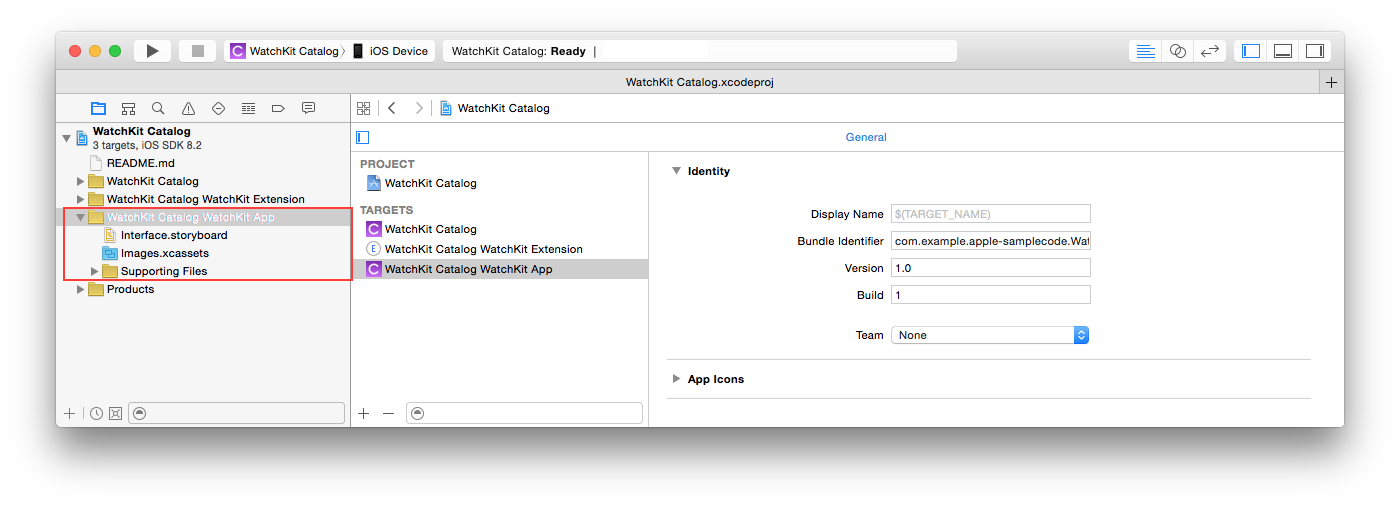 WatchKit Catalog
iOS Device
WatchKit Catalog: Ready |
WatchKit Catalog.xcodeproj
WatchKit Catalog
3 targets, iOS SDK 8.2
README.md
WatchKit Catalog
WatchKit Catalog WatchKit Extension
WatchKit Catalog WatchKit App
Interface.storyboard
Images.xcassets
Supporting Files
Products
WatchKit Catalog
General
PROJECT
WatchKit Catalog
TARGETS
WatchKit Catalog
E WatchKit Catalog WatchKit Extension
WatchKit Catalog WatchKit App
Identity
Display Name $(TARGET_NAME)
Bundle Identifier com.example.apple-samplecode.Wat
Version 1.0
Build 1
Team None
App Icons